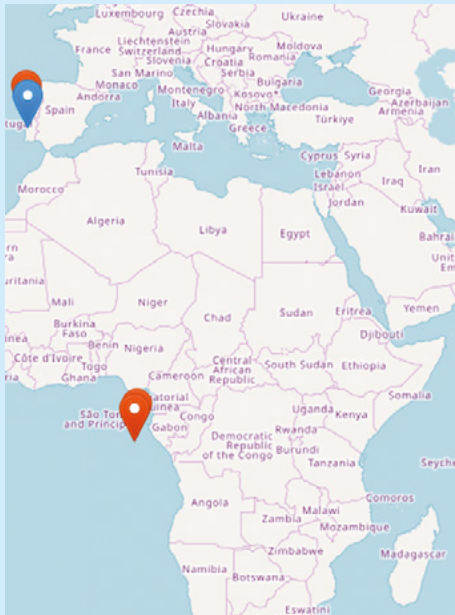 Luxembourg
Czechia
Slovakia
Ukraine
Liechtenstein
Austria
France
Switzerland
Hungary
Moldova
Slovenia
Croatia
Romania
San Marino
Serbia
Monaco
Montenegro
Bulgaria
Georgia
Andorra
Italy
Kosovo*
Azerbaijan
Spain
Albania
North Macedonia
Armenia
Greece
Türkiye
Malta
Cyprus
Syria
Tunisia
Lebanon
Iraq
Iran
Israel
Morocco
Jordan
Kuwait
Algeria
Libya
Egypt
Bahrai
Mali
Niger
Chad
Sudan
Eritrea
Yemen
Burkina
Faso
Benin
Nigeria
Djibouti
Côte d'Ivoire
Togo
Ghana
Central
African
Republic
South Sudan
Ethiopia
Cameroon
Somalia
São Tom
and Princip
Gabon
Congo
Uganda
Kenya
Democratic
Republic
of the Congo
Rwanda
Burundi
Tanzania
Seyche
Angola
Comoros
Malawi
Zambia
Mozambique
Madagascar
Zimbabwe
Namibia
Botswana
Eswatini